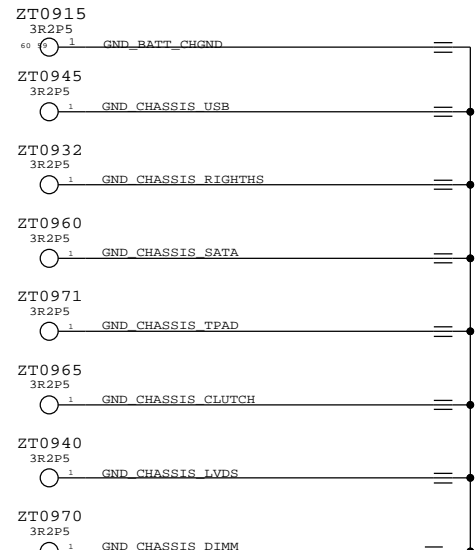 ZT0915
3R2P5
60 59 1 GND_BATT_CHGND
ZT0945
3R2P5
1 GND_CHASSIS_USB
ZT0932
3R2P5
1 GND_CHASSIS_RIGHTHS
ZT0960
3R2P5
1 GND_CHASSIS_SATA
ZT0971
3R2P5
1 GND_CHASSIS_TPAD
ZT0965
3R2P5
1 GND_CHASSIS_CLUTCH
ZT0940
3R2P5
1 GND_CHASSIS_LVDS
ZT0970
3R2P5
1 GND_CHASSIS_DIMM